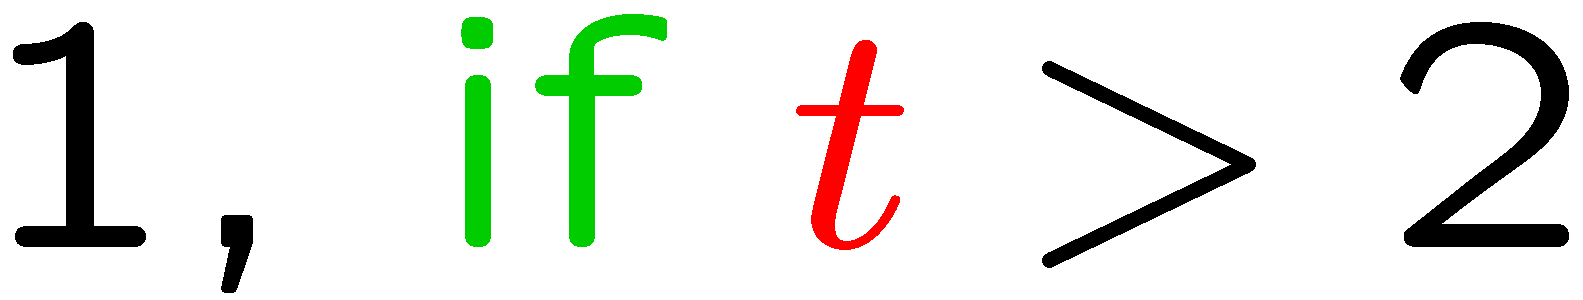 1, if t > 2